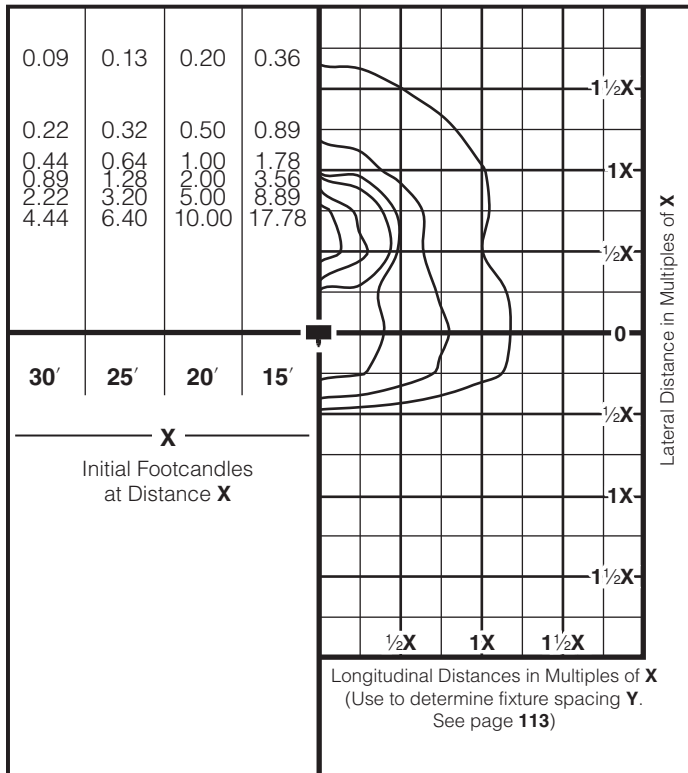 0.09 0.13 0.20 0.36
0.22 0.32 0.50 0.89
0.44 0.64 1.00 1.78
0.89 1.28 2.00 3.56
2.22 3.20 5.00 8.89
4.44 6.40 10.00 17.78
30′ 25′ 20′ 15′
X
Initial Footcandles
at Distance X
1½X
1X
½X
0
½X
1X
1½X
Lateral Distance in Multiples of X
½X 1X 1½X
Longitudinal Distances in Multiples of X
(Use to determine fixture spacing Y.
See page 113)